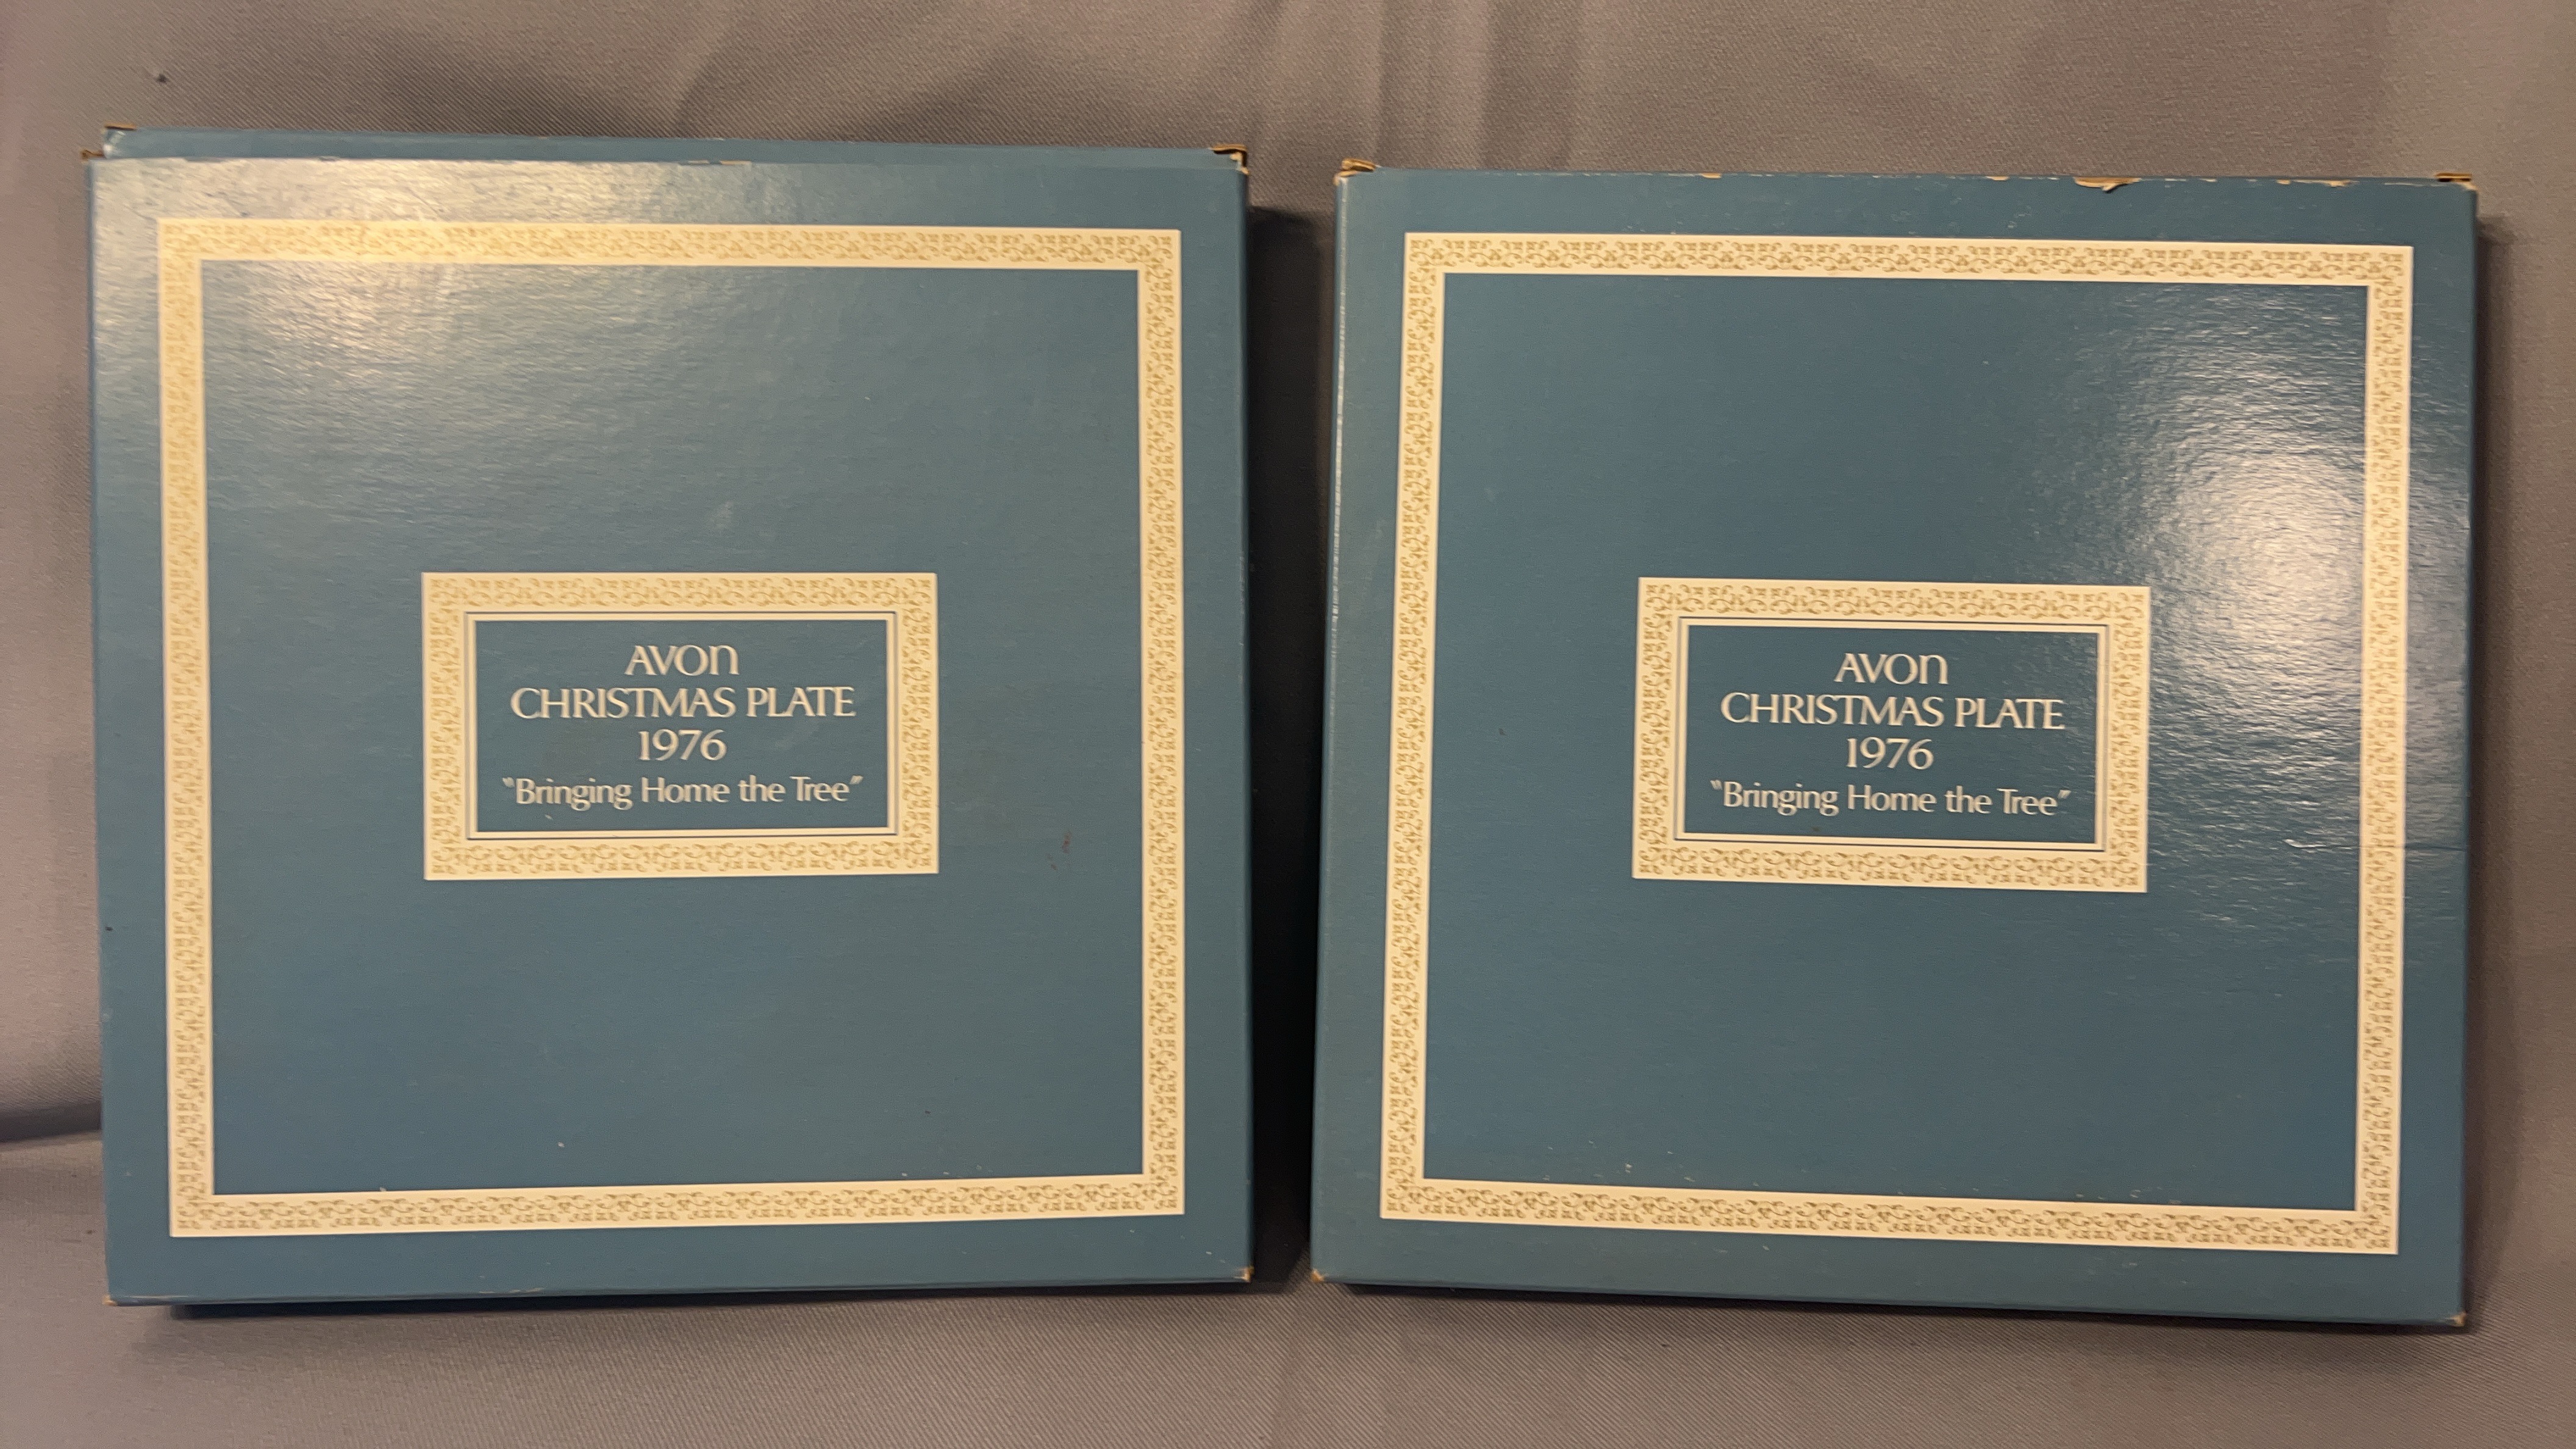 AVON
CHRISTMAS PLATE
1976
"Bringing Home the Tree"
AVON
CHRISTMAS PLATE
1976
"Bringing Home the Tree"